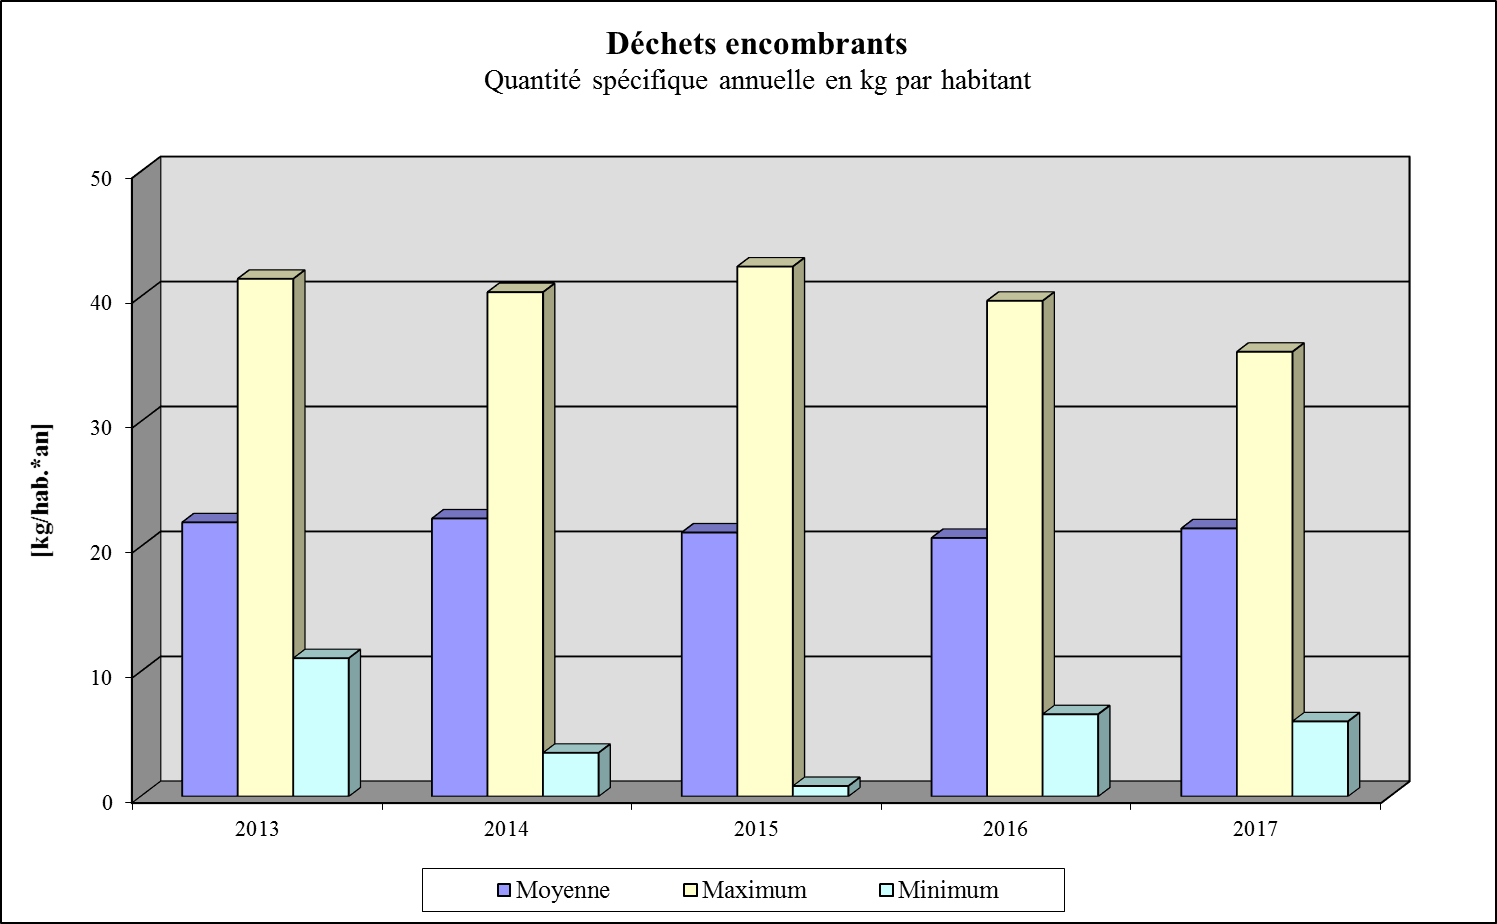 Déchets encombrants
Quantité spécifique annuelle en kg par habitant
[kg/hab.*an]
50
40
30
20
10
0
2013 2014 2015 2016 2017
Moyenne Maximum Minimum